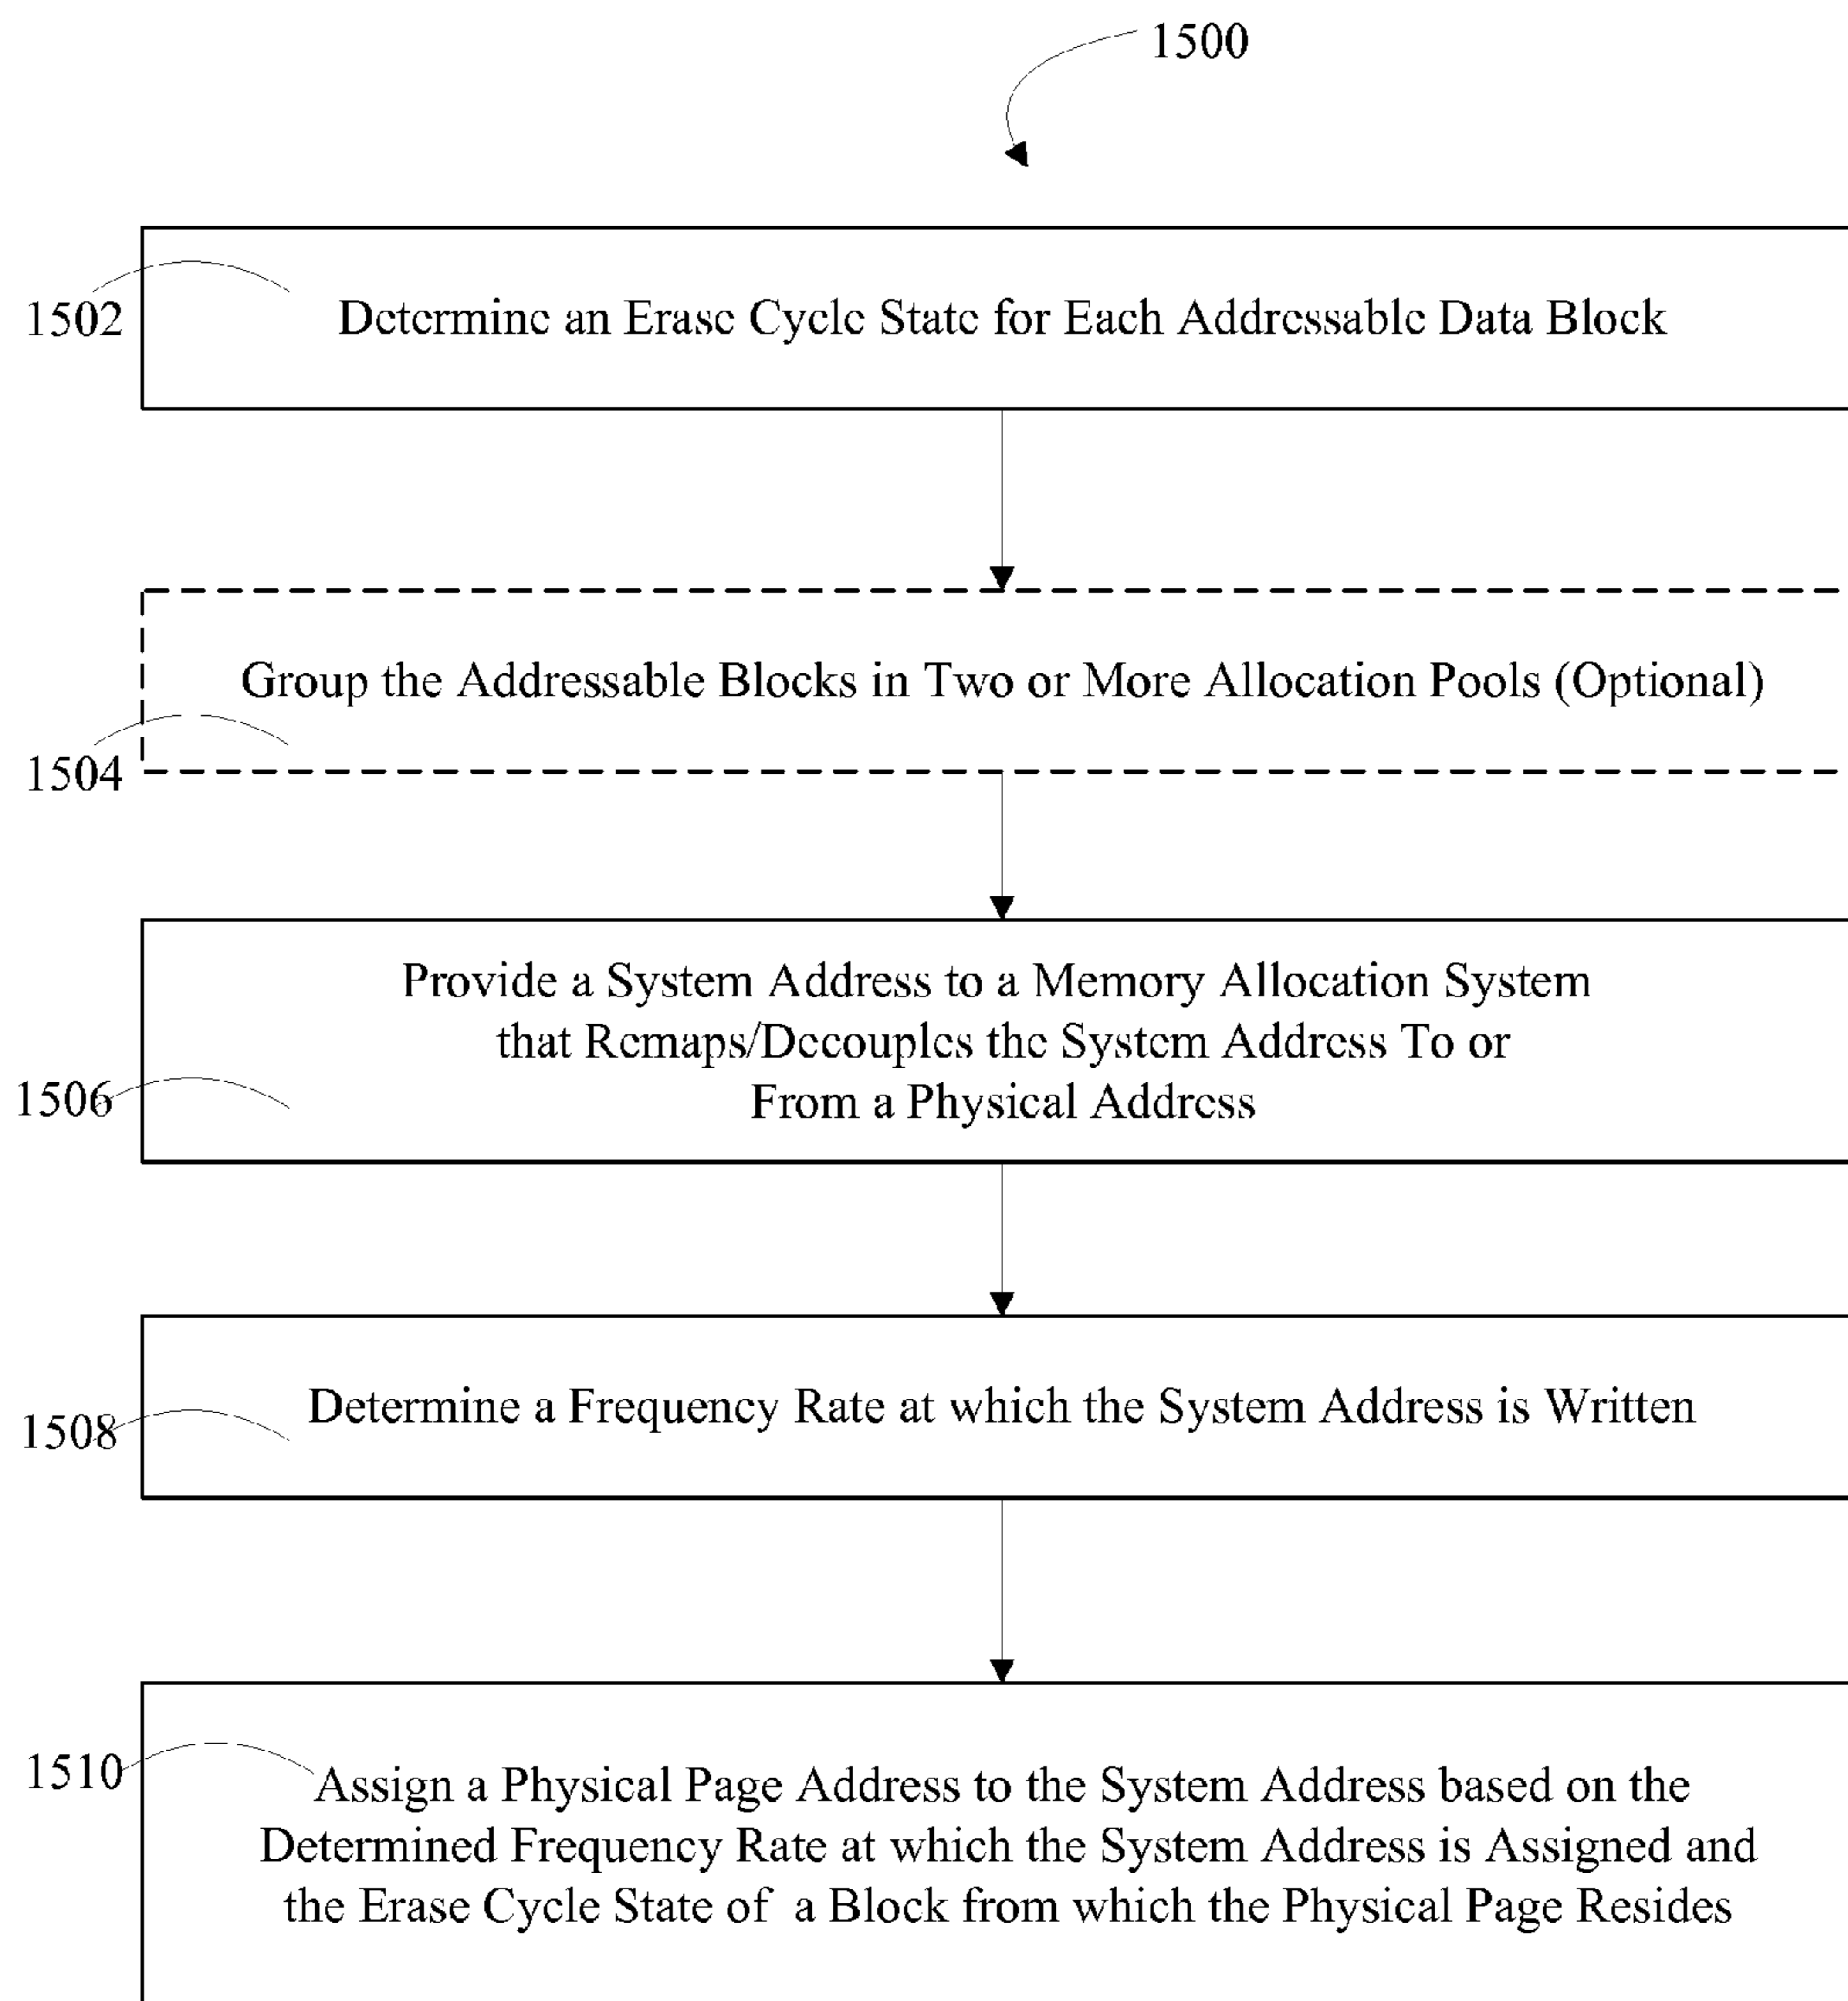 1500
1502
Determine an Erase Cycle State for Each Addressable Data Block
Group the Addressable Blocks in Two or More Allocation Pools (Optional)
1504
Provide a System Address to a Memory Allocation System
that Remaps/Decouples the System Address To or
From a Physical Address
1506
Determine a Frequency Rate at which the System Address is Written
1508
1510
Assign a Physical Page Address to the System Address based on the
Determined Frequency Rate at which the System Address is Assigned and
the Erase Cycle State of a Block from which the Physical Page Resides